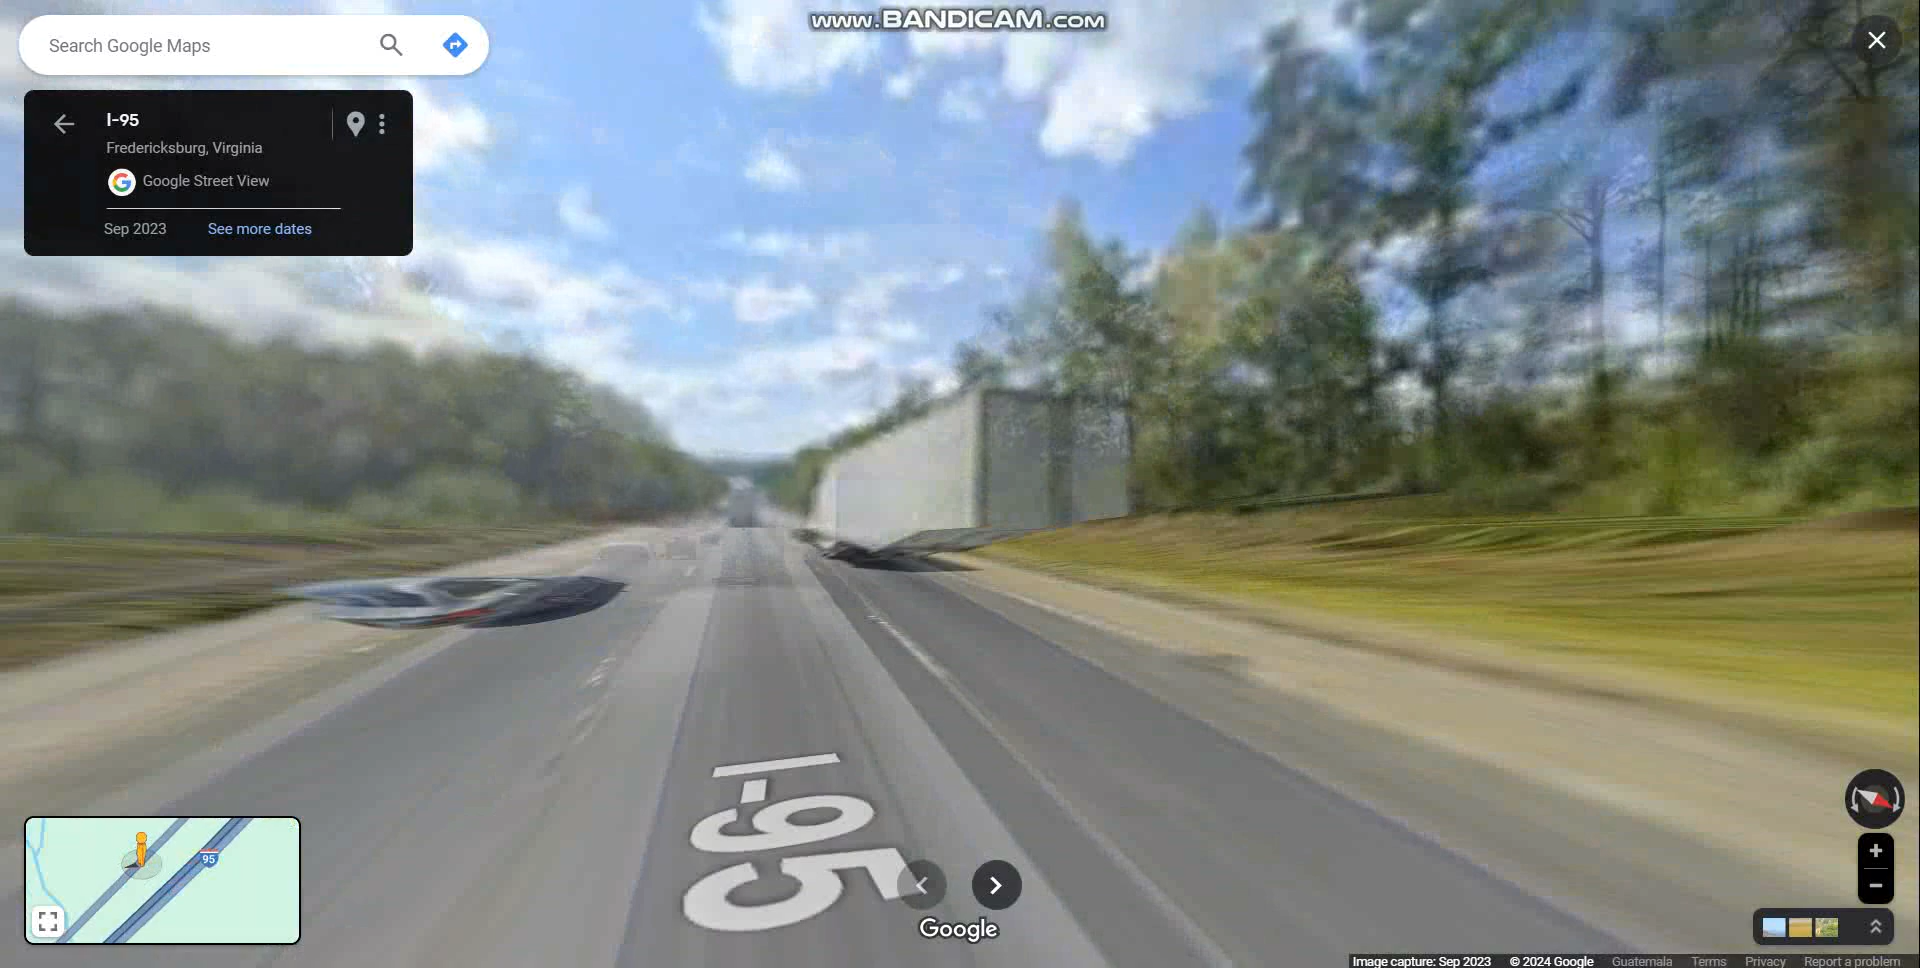 www.BANDICAM.com
Search Google Maps
I-95
Fredericksburg, Virginia
Google Street View
Sep 2023
See more dates
I-95
95
Google
Image capture: Sep 2023
© 2024 Google
Guatemala
Terms
Privacy
Report a problem